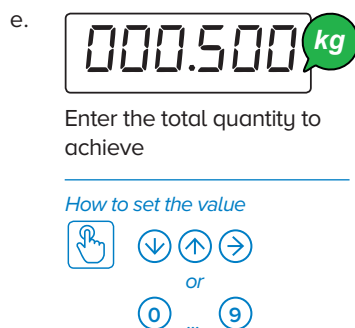 e.
000.500 kg
Enter the total quantity to
achieve
How to set the value
or
0 ... 9